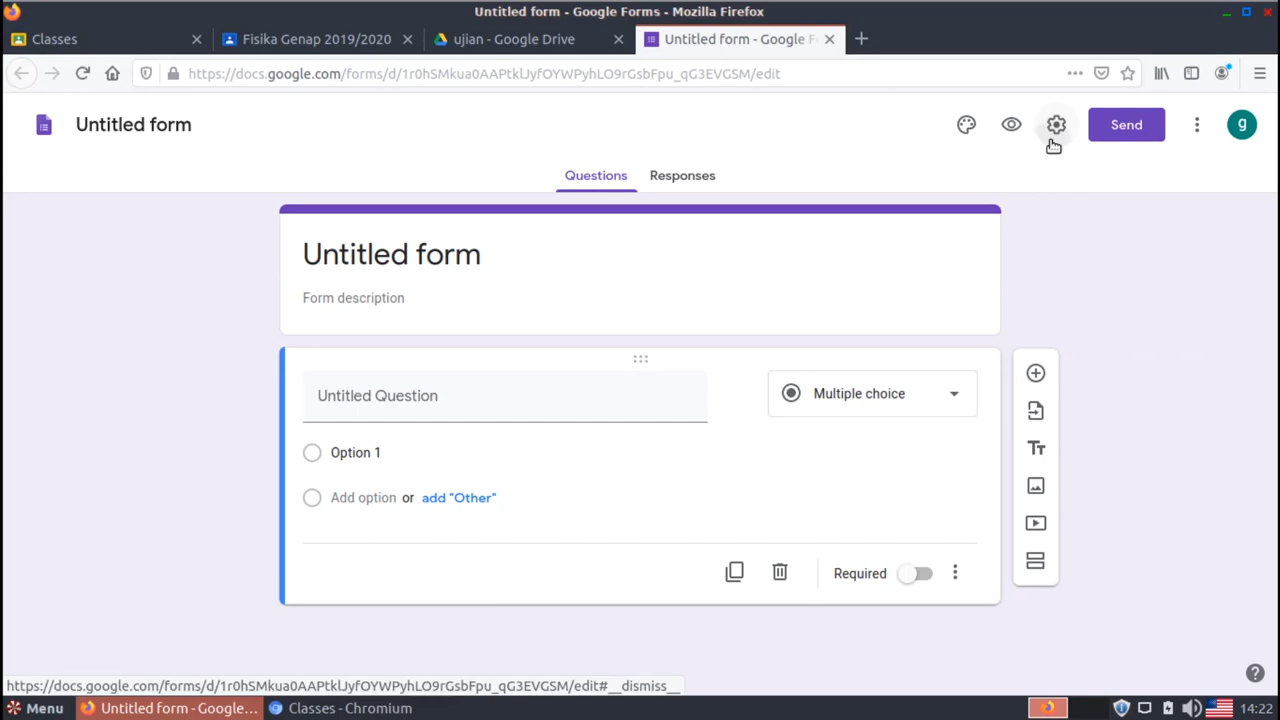 Untitled form - Google Forms - Mozilla Firefox
Classes
Fisika Genap 2019/2020
ujian - Google Drive
Untitled form - Google F
https://docs.google.com/forms/d/1r0hSMkua0AAPtklJyfOYWPyhLO9rGsbFpu_qG3EVGSM/edit
Untitled form
Send
g
Questions
Responses
Untitled form
Form description
Untitled Question
Multiple choice
Option 1
Add option or add "Other"
Required
https://docs.google.com/forms/d/1r0hSMkua0AAPtklJyfOYWPyhLO9rGsbFpu_qG3EVGSM/edit#__dismiss__
Menu
Untitled form - Google...
Classes - Chromium
14:22